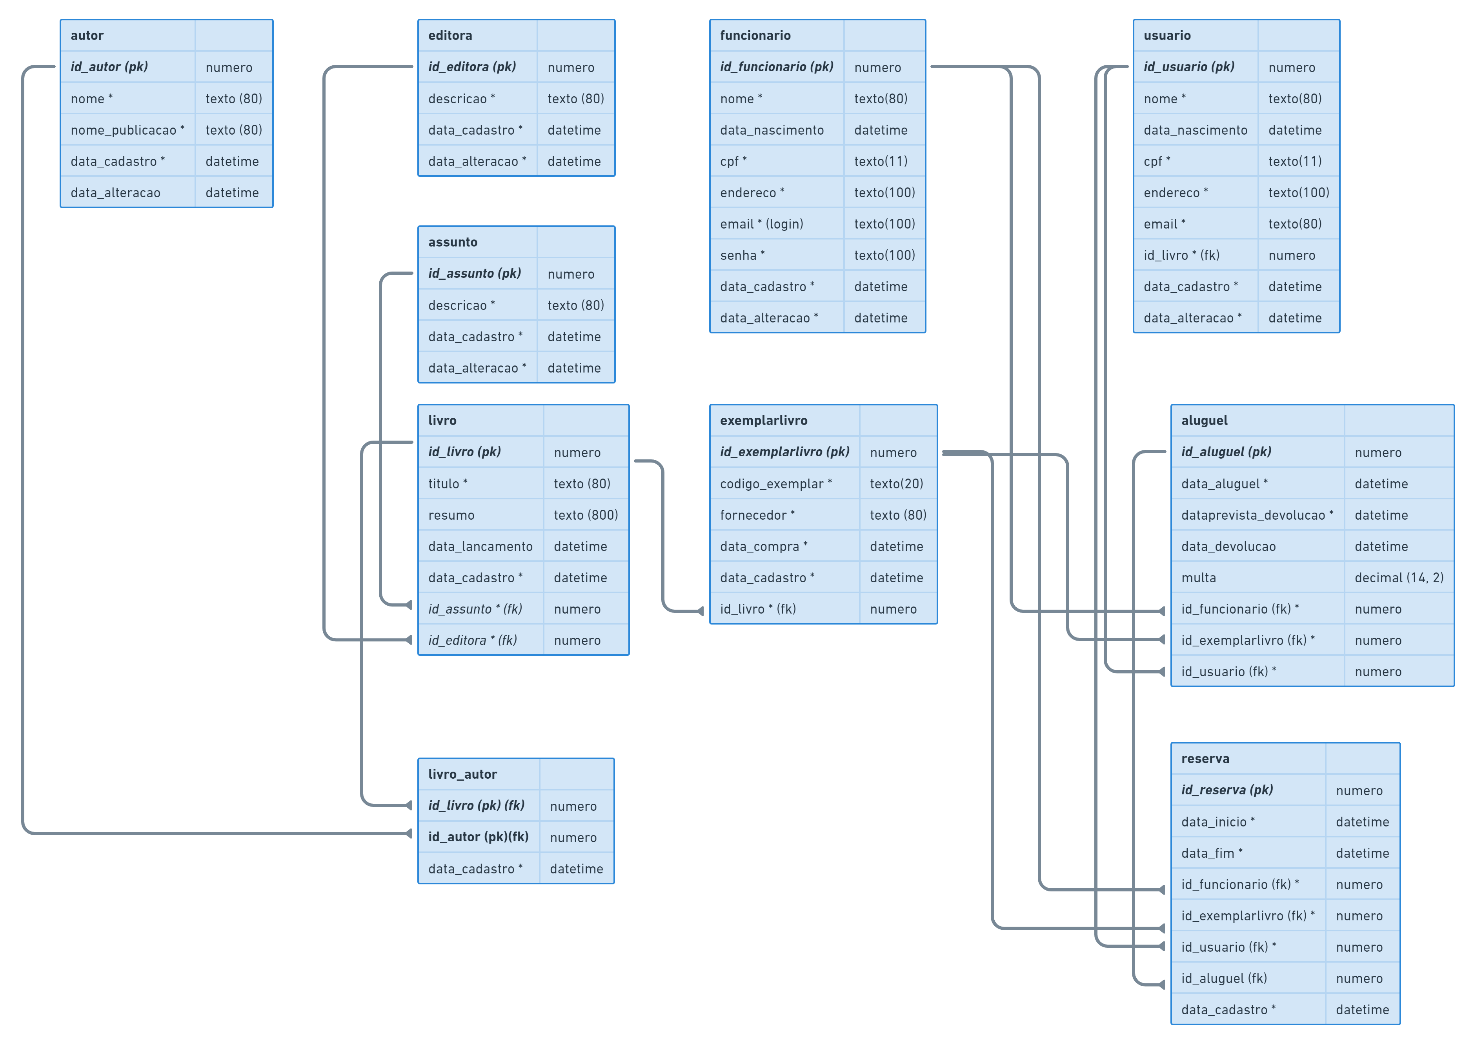 autor
id_autor (pk) numero
nome * texto (80)
nome_publicacao * texto (80)
data_cadastro * datetime
data_alteracao datetime
editora
id_editora (pk) numero
descricao * texto (80)
data_cadastro * datetime
data_alteracao * datetime
funcionario
id_funcionario (pk) numero
nome * texto(80)
data_nascimento datetime
cpf * texto(11)
endereco * texto(100)
email * (login) texto(100)
senha * texto(100)
data_cadastro * datetime
data_alteracao * datetime
usuario
id_usuario (pk) numero
nome * texto(80)
data_nascimento datetime
cpf * texto(11)
endereco * texto(100)
email * texto(80)
id_livro * (fk) numero
data_cadastro * datetime
data_alteracao * datetime
assunto
id_assunto (pk) numero
descricao * texto (80)
data_cadastro * datetime
data_alteracao * datetime
livro
id_livro (pk) numero
titulo * texto (80)
resumo texto (800)
data_lancamento datetime
data_cadastro * datetime
id_assunto * (fk) numero
id_editora * (fk) numero
exemplarlivro
id_exemplarlivro (pk) numero
codigo_exemplar * texto(20)
fornecedor * texto (80)
data_compra * datetime
data_cadastro * datetime
id_livro * (fk) numero
aluguel
id_aluguel (pk) numero
data_aluguel * datetime
dataprevista_devolucao * datetime
data_devolucao datetime
multa decimal (14, 2)
id_funcionario (fk) * numero
id_exemplarlivro (fk) * numero
id_usuario (fk) * numero
livro_autor
id_livro (pk) (fk) numero
id_autor (pk)(fk) numero
data_cadastro * datetime
reserva
id_reserva (pk) numero
data_inicio * datetime
data_fim * datetime
id_funcionario (fk) * numero
id_exemplarlivro (fk) * numero
id_usuario (fk) * numero
id_aluguel (fk) numero
data_cadastro * datetime